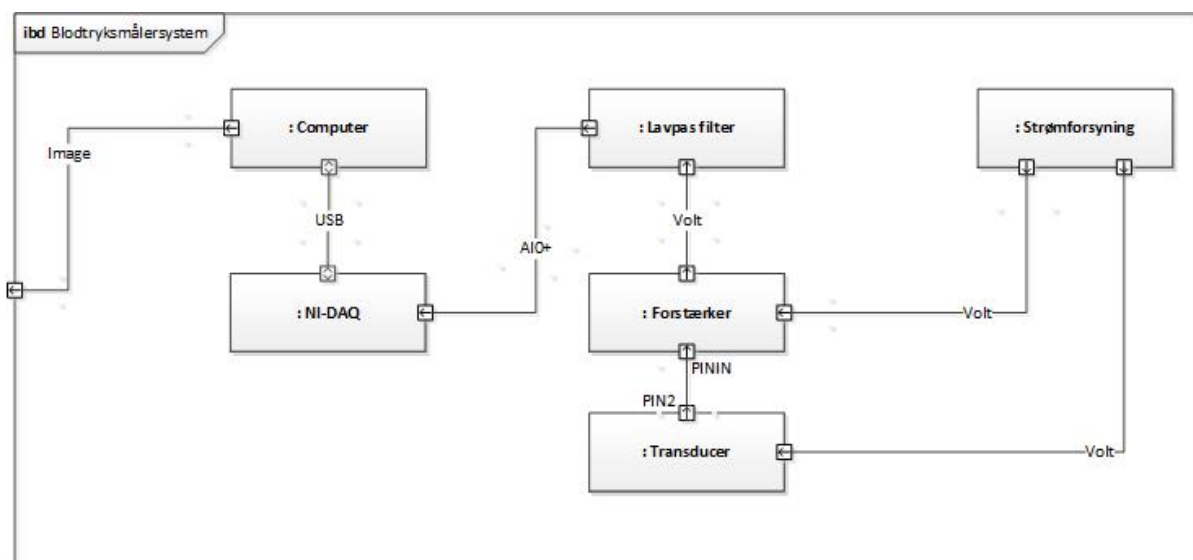 ibd Blodtryksmålersystem
: Computer
: Lavpas filter
: Strømforsyning
Image
USB
Volt
AI0+
: NI-DAQ
: Forstærker
Volt
PININ
PIN2
: Transducer
Volt